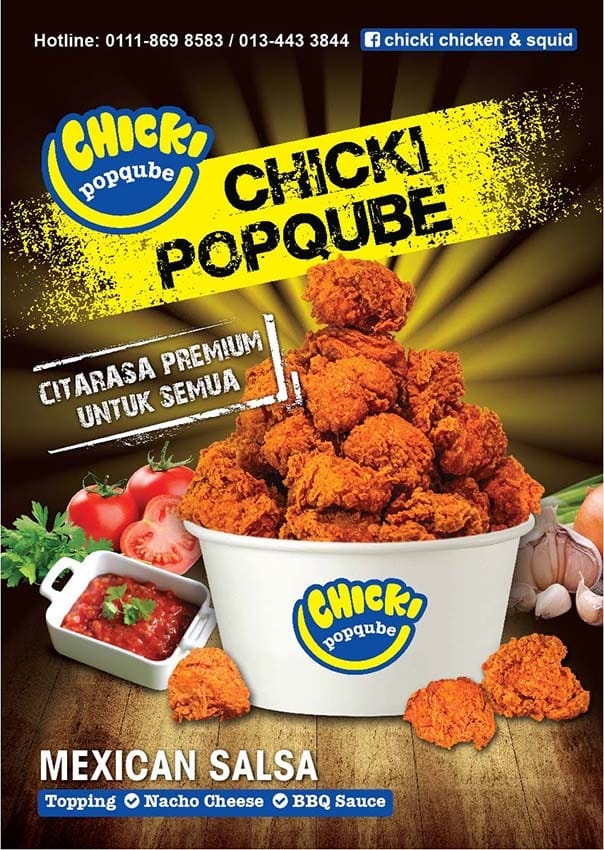 Hotline: 0111-869 8583 / 013-443 3844 f chicki chicken & squid
CHICKI
popqube
CHICKI
POPQUBE
CITARASA PREMIUM
UNTUK SEMUA
CHICKI
popqube
MEXICAN SALSA
Topping Nacho Cheese BBQ Sauce